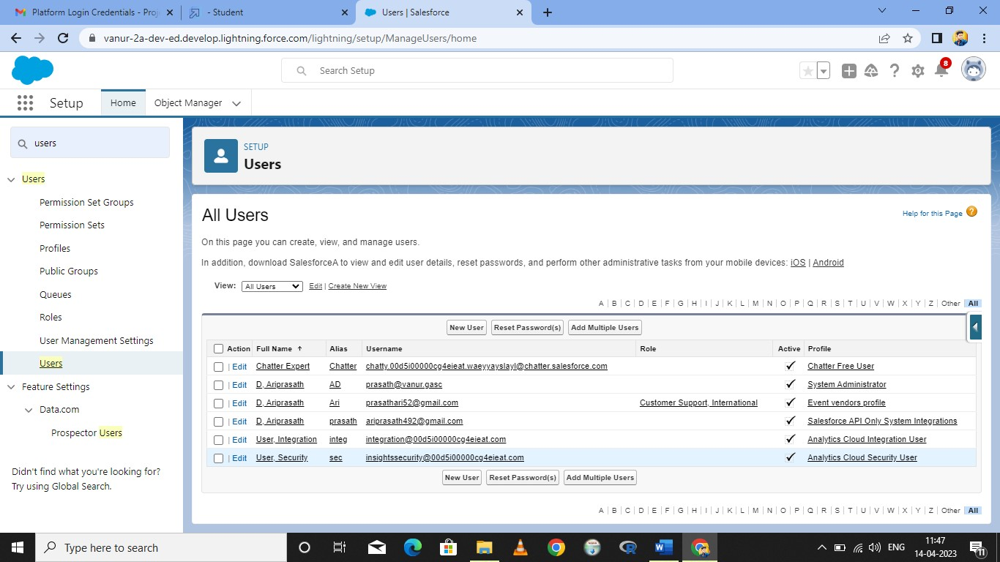 Platform Login Credentials - Proj
- Student
Users | Salesforce
vanur-2a-dev-ed.develop.lightning.force.com/lightning/setup/ManageUsers/home
Search Setup
8
Setup
Home
Object Manager
users
Users
Permission Set Groups
Permission Sets
Profiles
Public Groups
Queues
Roles
User Management Settings
Users
Feature Settings
Data.com
Prospector Users
Didn't find what you're looking for?
Try using Global Search.
SETUP
Users
All Users
Help for this Page ?
On this page you can create, view, and manage users.
In addition, download SalesforceA to view and edit user details, reset passwords, and perform other administrative tasks from your mobile devices: iOS | Android
View: All Users Edit | Create New View
A | B | C | D | E | F | G | H | I | J | K | L | M | N | O | P | Q | R | S | T | U | V | W | X | Y | Z | Other | All
New User Reset Password(s) Add Multiple Users
Action Full Name ↑ Alias Username Role Active Profile
| Edit Chatter Expert Chatter chatty.00d5i00000cg4eieat.waeyyayslayl@chatter.salesforce.com ✓ Chatter Free User
| Edit D, Ariprasath AD prasath@vanur.gasc ✓ System Administrator
| Edit D, Ariprasath Ari prasathari52@gmail.com Customer Support, International ✓ Event vendors profile
| Edit D, Ariprasath prasath ariprasath492@gmail.com ✓ Salesforce API Only System Integrations
| Edit User, Integration integ integration@00d5i00000cg4eieat.com ✓ Analytics Cloud Integration User
| Edit User, Security sec insightssecurity@00d5i00000cg4eieat.com ✓ Analytics Cloud Security User
New User Reset Password(s) Add Multiple Users
A | B | C | D | E | F | G | H | I | J | K | L | M | N | O | P | Q | R | S | T | U | V | W | X | Y | Z | Other | All
Type here to search
ENG
11:47
14-04-2023
11